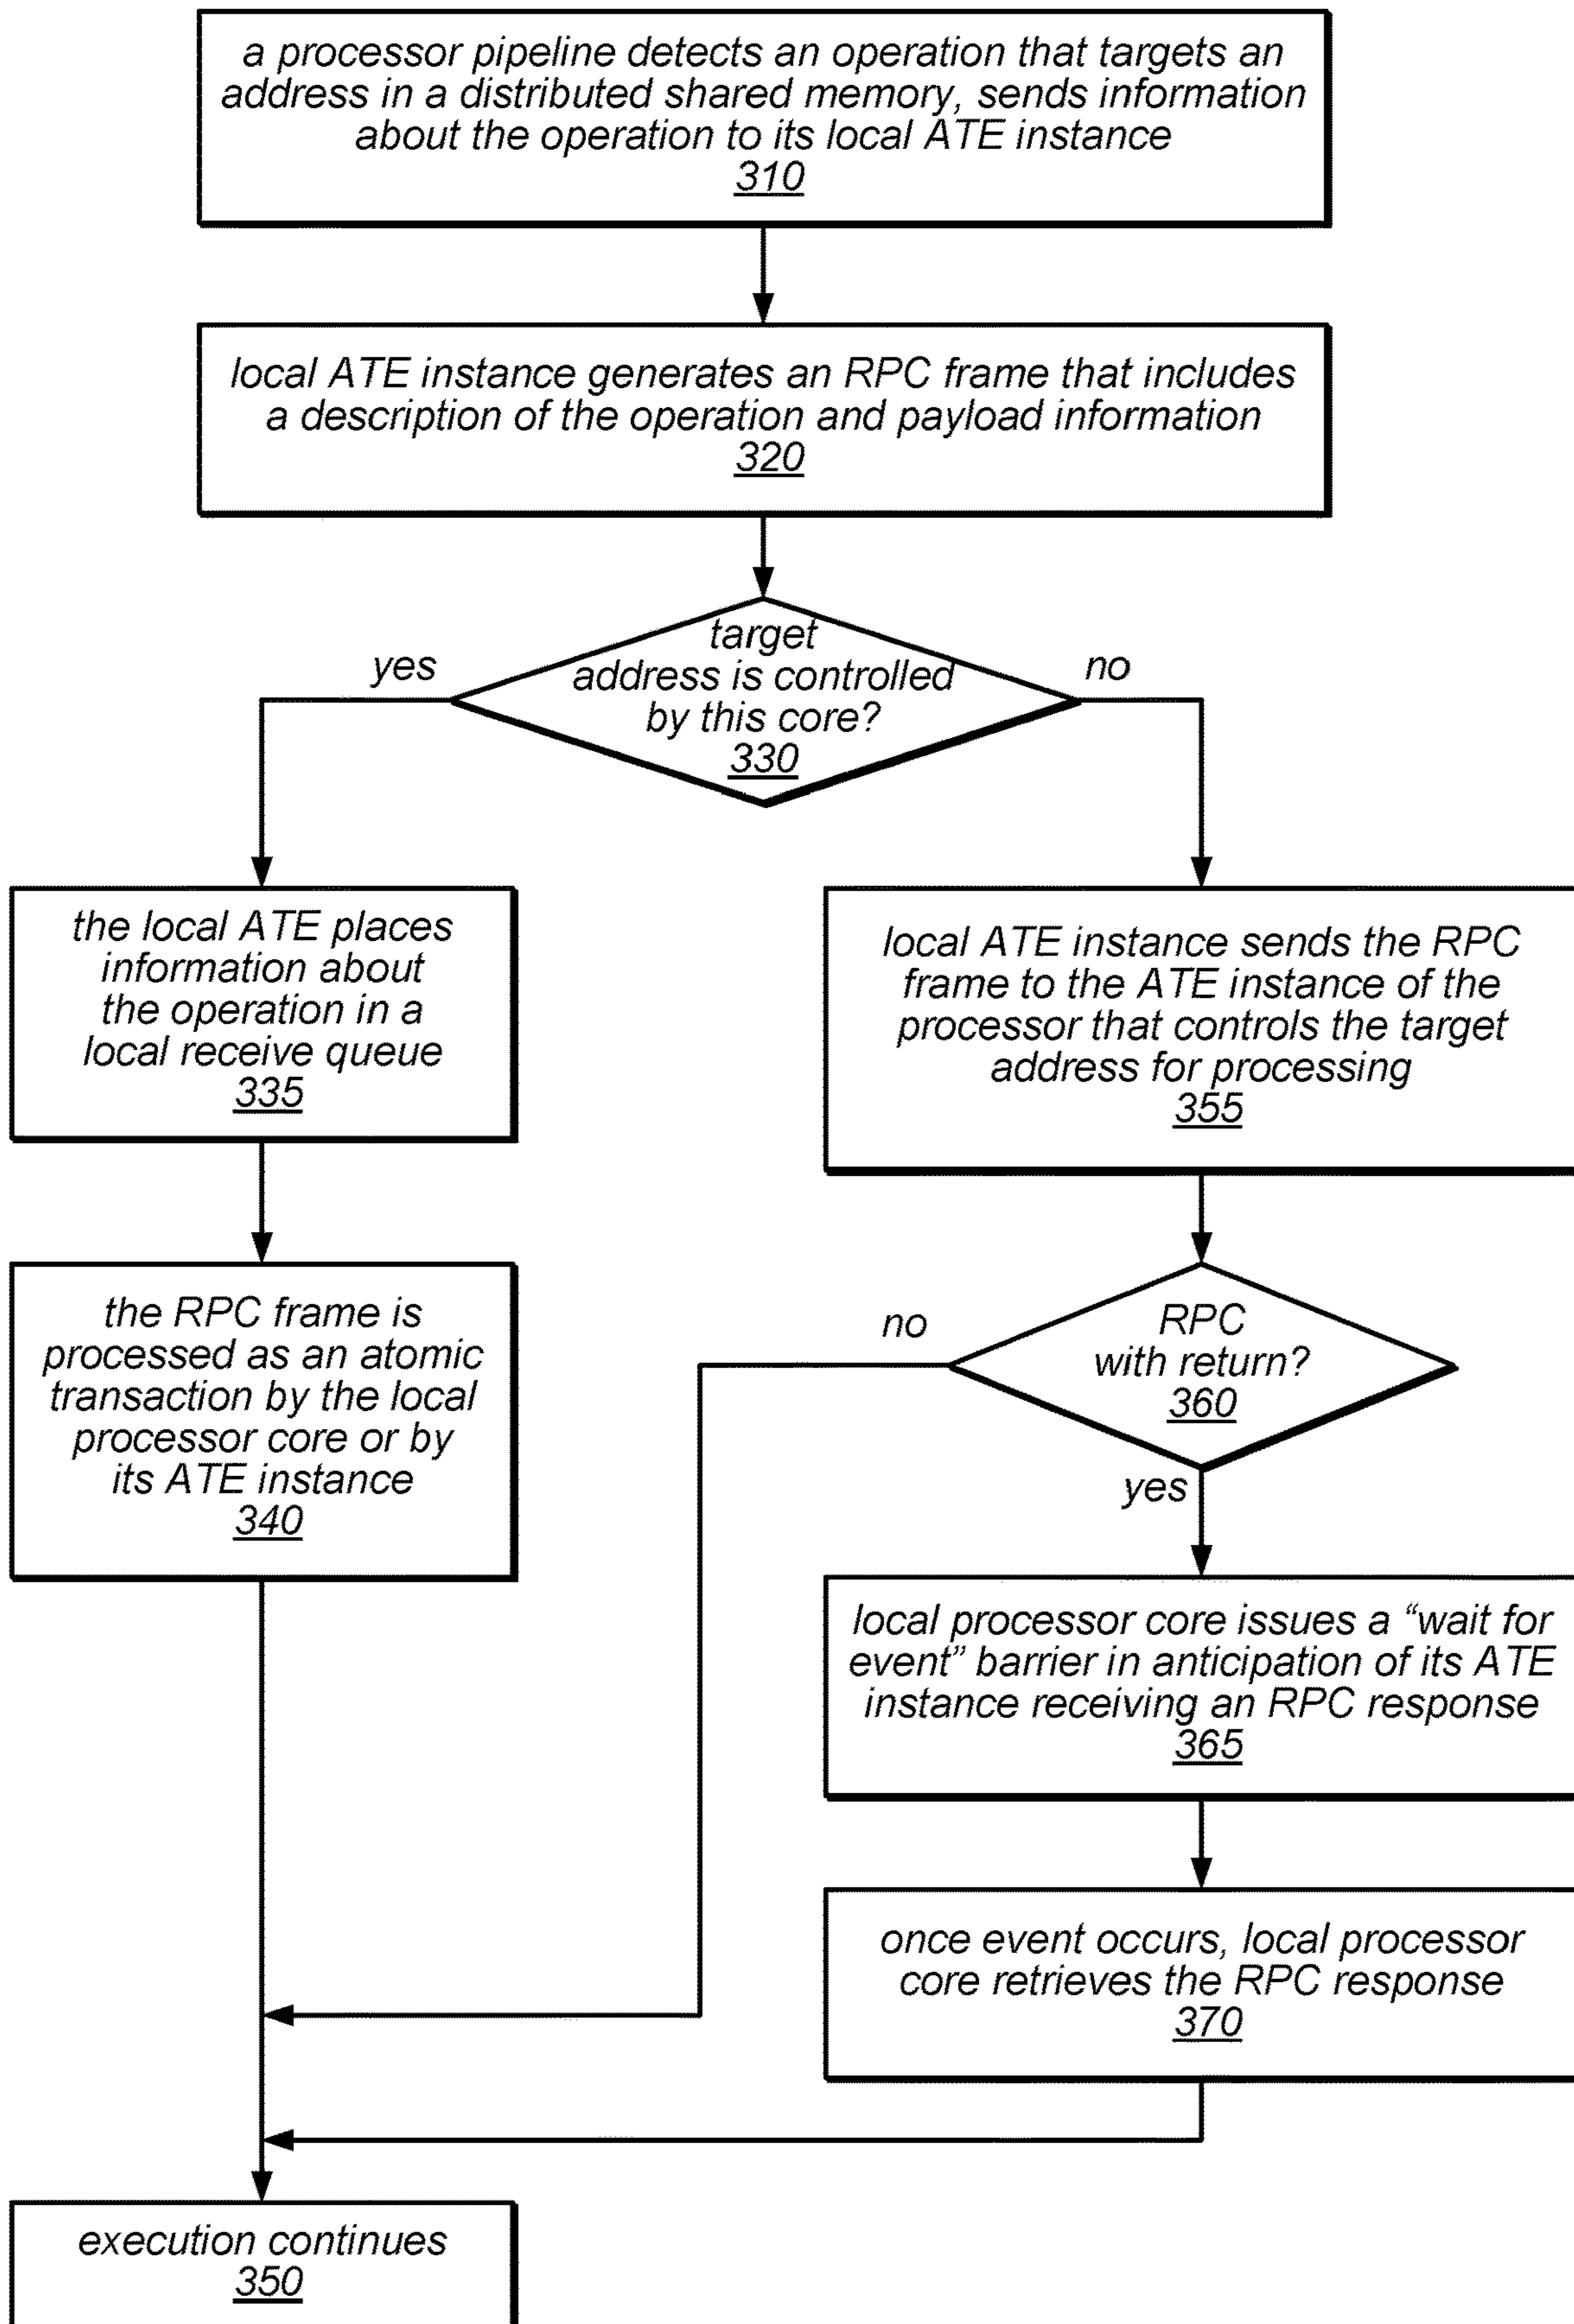 a processor pipeline detects an operation that targets an
address in a distributed shared memory, sends information
about the operation to its local ATE instance
310
local ATE instance generates an RPC frame that includes
a description of the operation and payload information
320
target
address is controlled
by this core?
330
yes
no
the local ATE places
information about
the operation in a
local receive queue
335
local ATE instance sends the RPC
frame to the ATE instance of the
processor that controls the target
address for processing
355
the RPC frame is
processed as an atomic
transaction by the local
processor core or by
its ATE instance
340
RPC
with return?
360
no
yes
local processor core issues a “wait for
event” barrier in anticipation of its ATE
instance receiving an RPC response
365
once event occurs, local processor
core retrieves the RPC response
370
execution continues
350